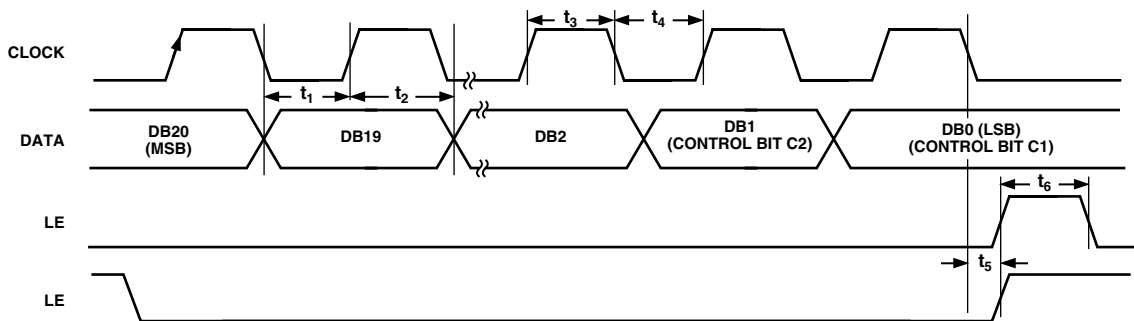 t3
t4
CLOCK
t1
t2
DB20
(MSB)
DB19
DB2
DB1
(CONTROL BIT C2)
DB0 (LSB)
(CONTROL BIT C1)
DATA
t6
LE
t5
LE